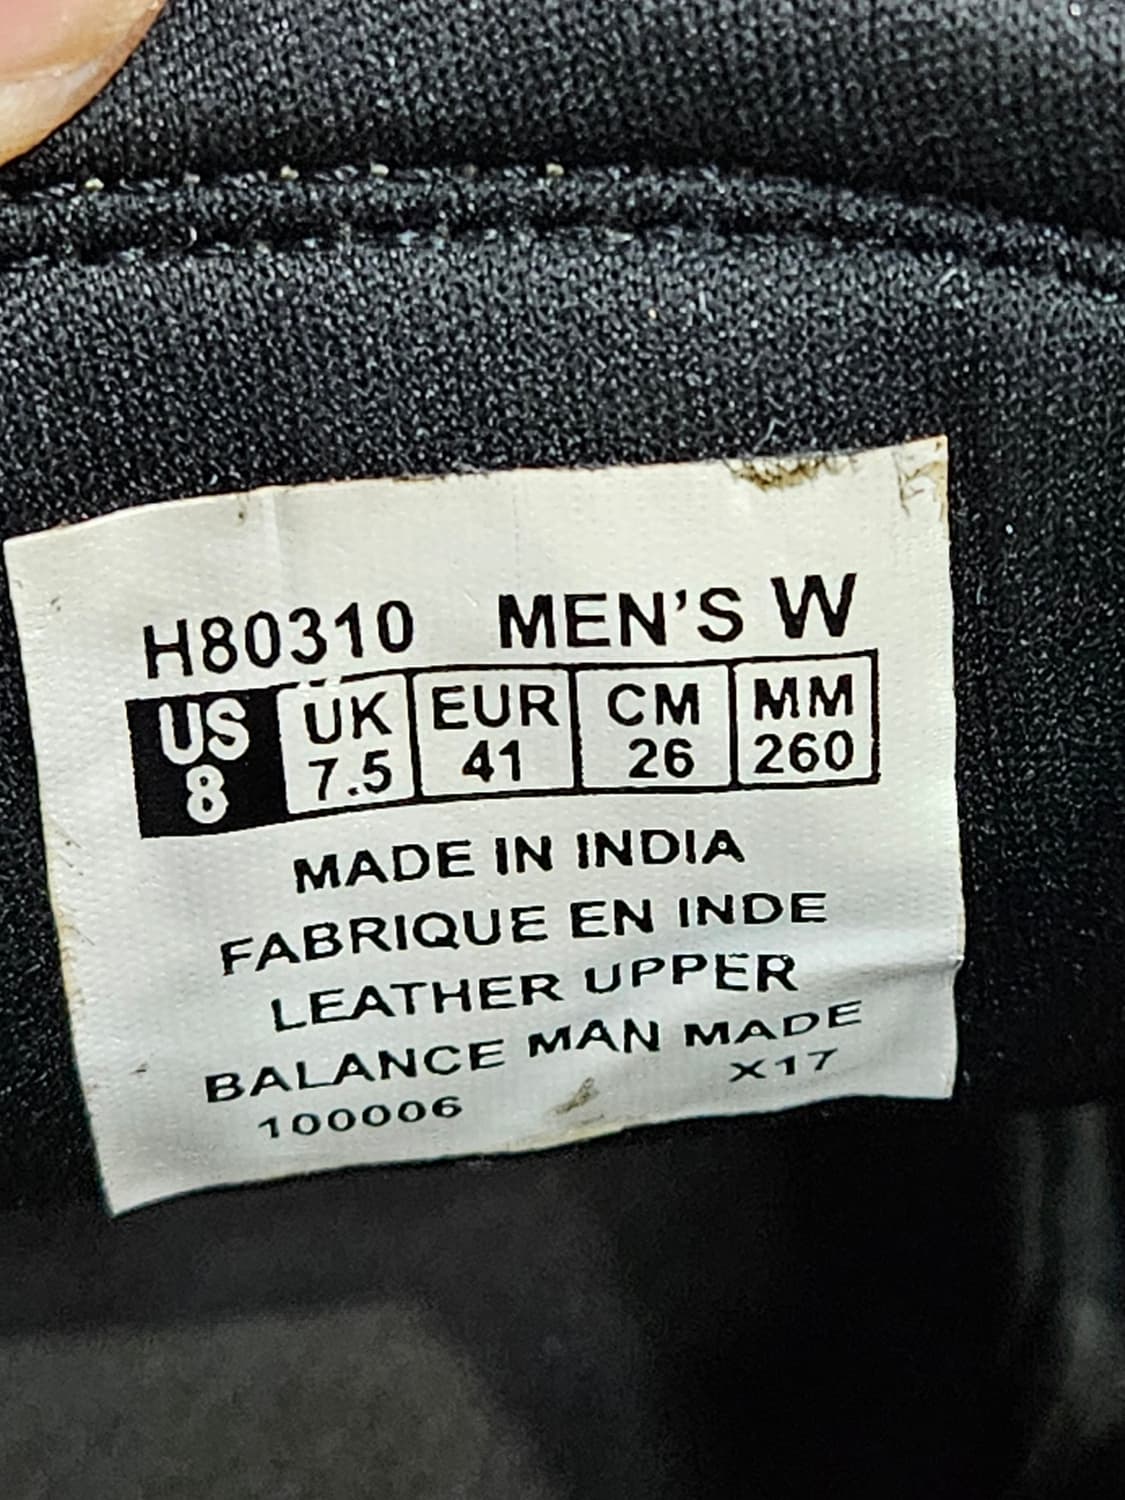 H80310 MEN'S W
US UK EUR CM MM
8 7.5 41 26 260
MADE IN INDIA
FABRIQUE EN INDE
LEATHER UPPER
BALANCE MAN MADE
100006 X17